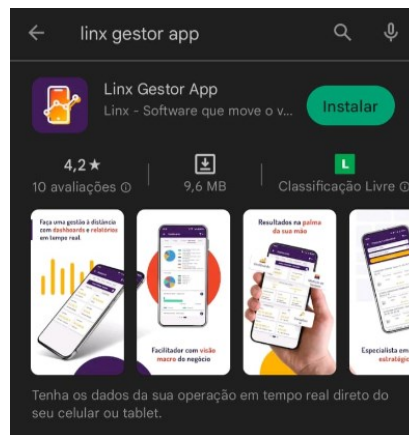 linx gestor app
Linx Gestor App
Linx - Software que move o v...
Instalar
4,2★
10 avaliações
9,6 MB
L
Classificação Livre
Faça uma gestão à distância
com dashboards e relatórios
em tempo real.
Facilitador com visão
macro do negócio
Resultados na palma
da sua mão
Especialista em
estratégic
Tenha os dados da sua operação em tempo real direto do
seu celular ou tablet.